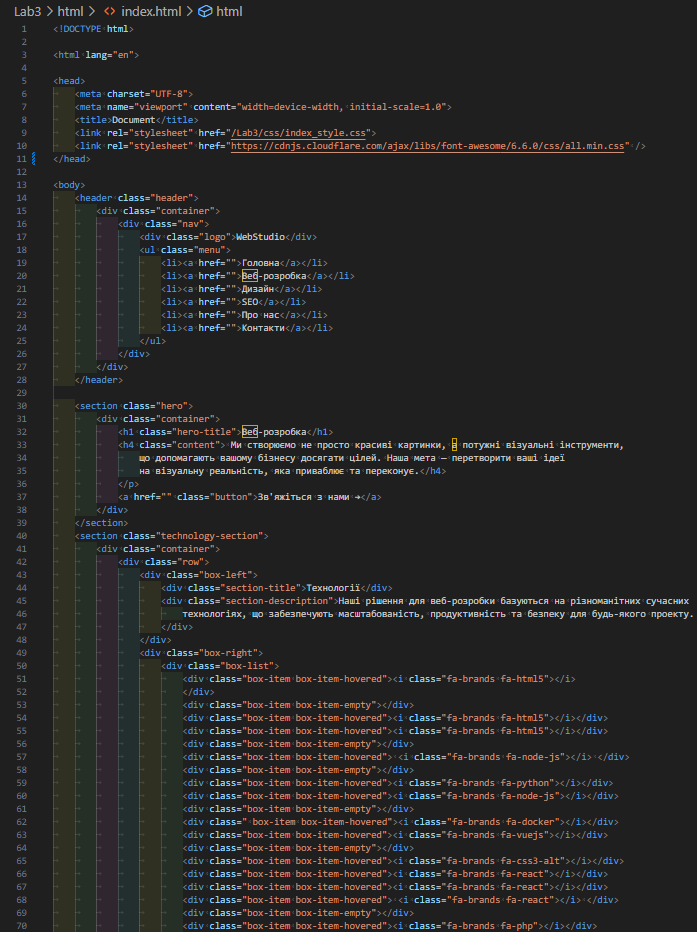 Lab3 > html > <> index.html > html
1 <!DOCTYPE html>
2
3 <html lang="en">
4
5 <head>
6 <meta charset="UTF-8">
7 <meta name="viewport" content="width=device-width, initial-scale=1.0">
8 <title>Document</title>
9 <link rel="stylesheet" href="/Lab3/css/index_style.css">
10 <link rel="stylesheet" href="https://cdnjs.cloudflare.com/ajax/libs/font-awesome/6.6.0/css/all.min.css" />
11 </head>
12
13 <body>
14 <header class="header">
15 <div class="container">
16 <div class="nav">
17 <div class="logo">WebStudio</div>
18 <ul class="menu">
19 <li><a href="">Головна</a></li>
20 <li><a href="">Веб-розробка</a></li>
21 <li><a href="">Дизайн</a></li>
22 <li><a href="">SEO</a></li>
23 <li><a href="">Про нас</a></li>
24 <li><a href="">Контакти</a></li>
25 </ul>
26 </div>
27 </div>
28 </header>
29
30 <section class="hero">
31 <div class="container">
32 <h1 class="hero-title">Веб-розробка</h1>
33 <h4 class="content"> Ми створюємо не просто красиві картинки, а потужні візуальні інструменти,
34 що допомагають вашому бізнесу досягати цілей. Наша мета — перетворити ваші ідеї
35 на візуальну реальність, яка приваблює та переконує.</h4>
36 </p>
37 <a href="" class="button">Зв'яжіться з нами →</a>
38 </div>
39 </section>
40 <section class="technology-section">
41 <div class="container">
42 <div class="row">
43 <div class="box-left">
44 <div class="section-title">Технології</div>
45 <div class="section-description">Наші рішення для веб-розробки базуються на різноманітних сучасних
46 технологіях, що забезпечують масштабованість, продуктивність та безпеку для будь-якого проекту.
47 </div>
48 </div>
49 <div class="box-right">
50 <div class="box-list">
51 <div class="box-item box-item-hovered"><i class="fa-brands fa-html5"></i>
52 </div>
53 <div class="box-item box-item-empty"></div>
54 <div class="box-item box-item-hovered"><i class="fa-brands fa-html5"></i></div>
55 <div class="box-item box-item-hovered"><i class="fa-brands fa-html5"></i></div>
56 <div class="box-item box-item-empty"></div>
57 <div class="box-item box-item-hovered"> <i class="fa-brands fa-node-js"></i> </div>
58 <div class="box-item box-item-empty"></div>
59 <div class="box-item box-item-hovered"><i class="fa-brands fa-python"></i></div>
60 <div class="box-item box-item-hovered"><i class="fa-brands fa-node-js"></i></div>
61 <div class="box-item box-item-empty"></div>
62 <div class=" box-item box-item-hovered"><i class="fa-brands fa-docker"></i></div>
63 <div class="box-item box-item-hovered"><i class="fa-brands fa-vuejs"></i></div>
64 <div class="box-item box-item-empty"></div>
65 <div class="box-item box-item-hovered"><i class="fa-brands fa-css3-alt"></i></div>
66 <div class="box-item box-item-hovered"><i class="fa-brands fa-react"></i></div>
67 <div class="box-item box-item-hovered"><i class="fa-brands fa-react"></i></div>
68 <div class="box-item box-item-hovered"> <i class="fa-brands fa-react"></i> </div>
69 <div class="box-item box-item-empty"></div>
70 <div class="box-item box-item-hovered"><i class="fa-brands fa-php"></i></div>